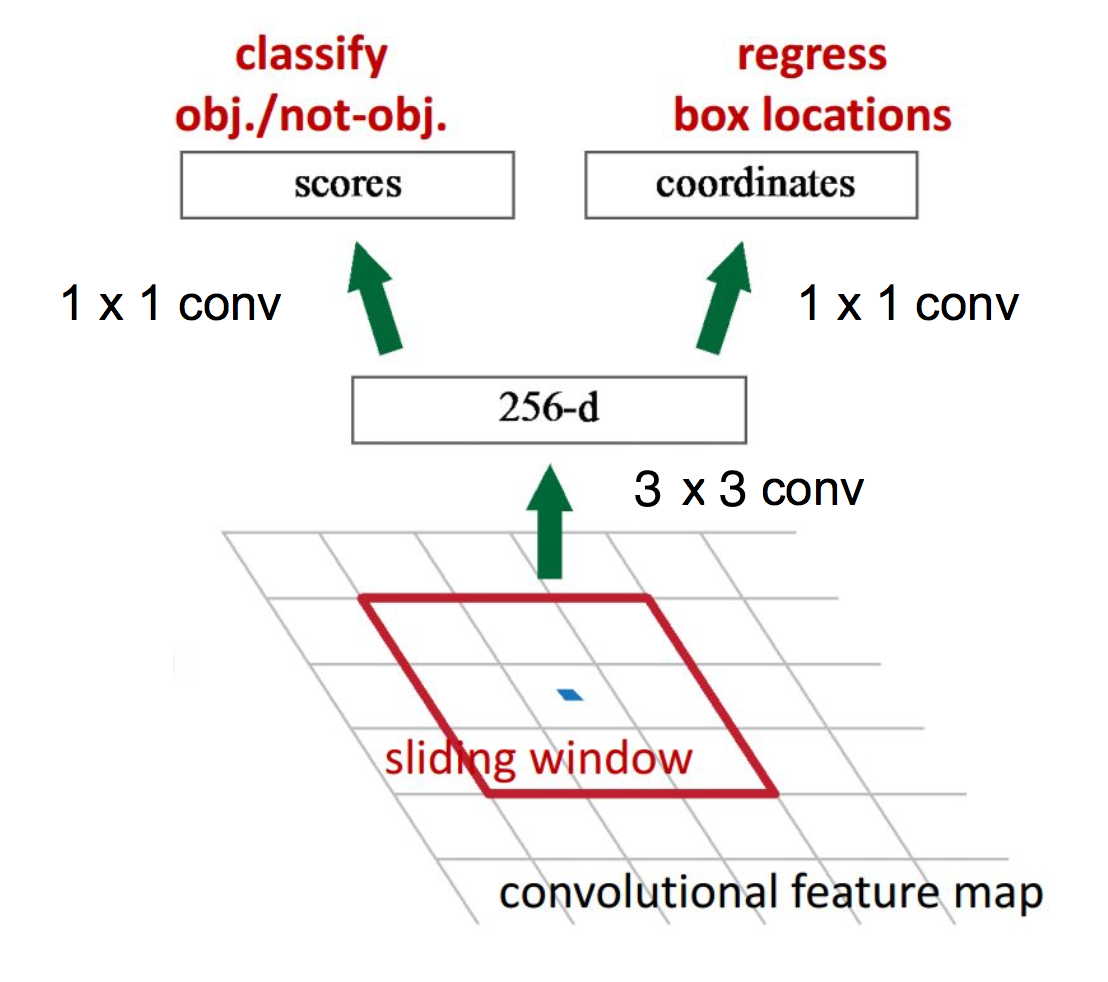 classify
obj./not-obj.
regress
box locations
scores
coordinates
1 x 1 conv
1 x 1 conv
256-d
3 x 3 conv
sliding window
convolutional feature map